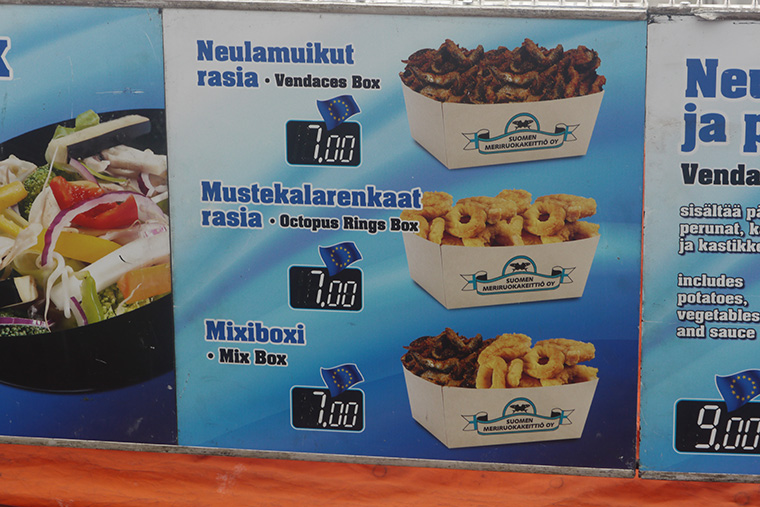 Neulamuikut
rasia • Vendaces Box
7.00
SUOMEN
MERIRUOKAKEITTIÖ OY
Mustekalarenkaat
rasia • Octopus Rings Box
7.00
SUOMEN
MERIRUOKAKEITTIÖ OY
Mixiboxi
• Mix Box
7.00
SUOMEN
MERIRUOKAKEITTIÖ OY
ja p
Venda
sisältää
perunat,
ja kastikke
includes
potatoes,
vegetables
and sauce
9.00